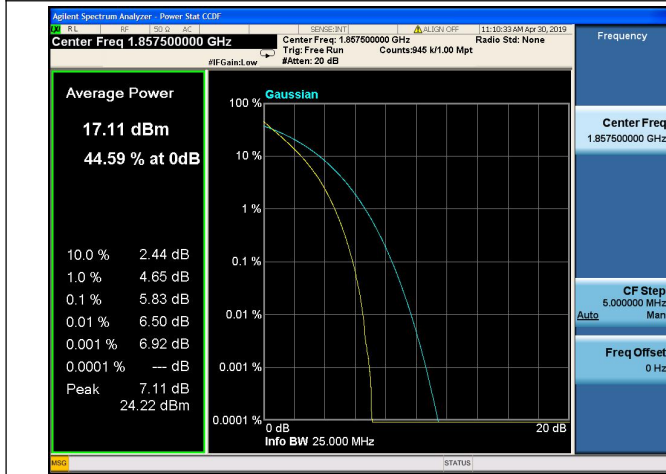 Agilent Spectrum Analyzer - Power Stat CCDF
RL RF 50 Ω AC SENSE:INT ALIGN OFF 11:10:33 AM Apr 30, 2019
Center Freq 1.857500000 GHz
Center Freq: 1.857500000 GHz Radio Std: None
Trig: Free Run Counts:945 k/1.00 Mpt
#IFGain:Low #Atten: 20 dB
Frequency
Average Power
17.11 dBm
44.59 % at 0dB
10.0 % 2.44 dB
1.0 % 4.65 dB
0.1 % 5.83 dB
0.01 % 6.50 dB
0.001 % 6.92 dB
0.0001 % --- dB
Peak 7.11 dB
24.22 dBm
Gaussian
100 %
10 %
1 %
0.1 %
0.01 %
0.001 %
0.0001 %
0 dB 20 dB
Info BW 25.000 MHz
Center Freq
1.857500000 GHz
CF Step
5.000000 MHz
Auto Man
Freq Offset
0 Hz
MSG STATUS